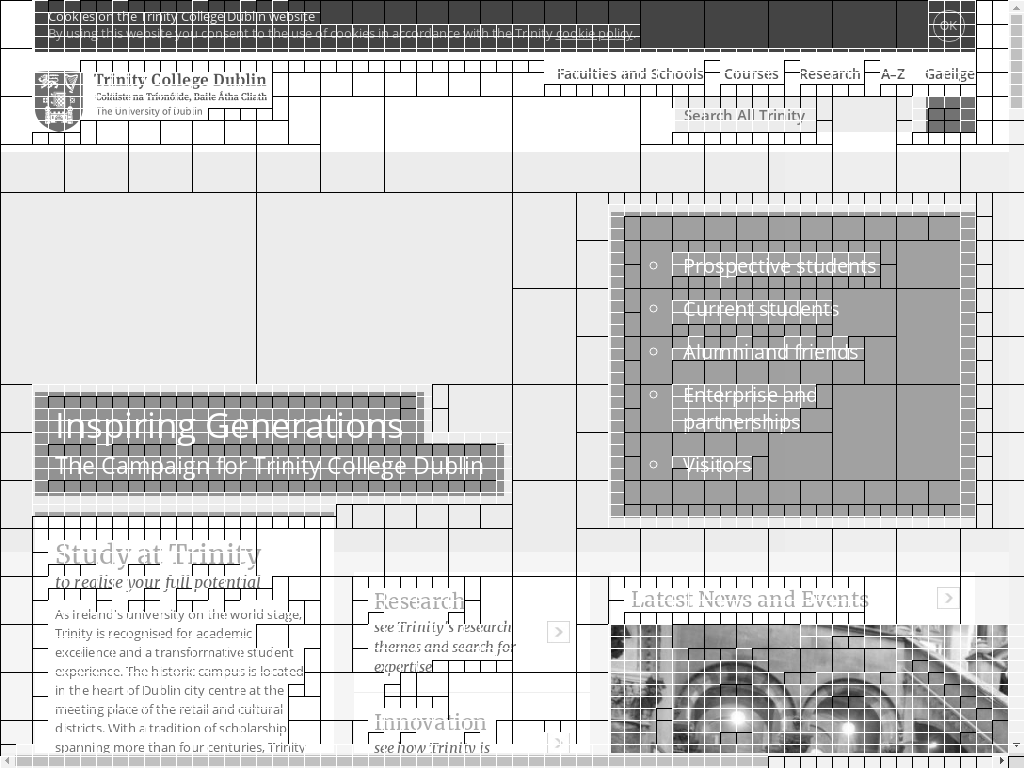 Cookies on the Trinity College Dublin website
By using this website you consent to the use of cookies in accordance with the Trinity cookie policy
OK
Trinity College Dublin
Coláiste na Tríonóide, Baile Átha Cliath
The University of Dublin
Faculties and Schools
Courses
Research
A–Z
Gaeilge
Search All Trinity
Prospective students
Current students
Alumni and friends
Enterprise and
partnerships
Visitors
Inspiring Generations
The Campaign for Trinity College Dublin
Study at Trinity
to realise your full potential
As Ireland's university on the world stage,
Trinity is recognised for academic
excellence and a transformative student
experience. The historic campus is located
in the heart of Dublin city centre at the
meeting place of the retail and cultural
districts. With a tradition of scholarship
spanning more than four centuries, Trinity
Research
see Trinity's research
themes and search for
expertise
Innovation
see how Trinity is
Latest News and Events